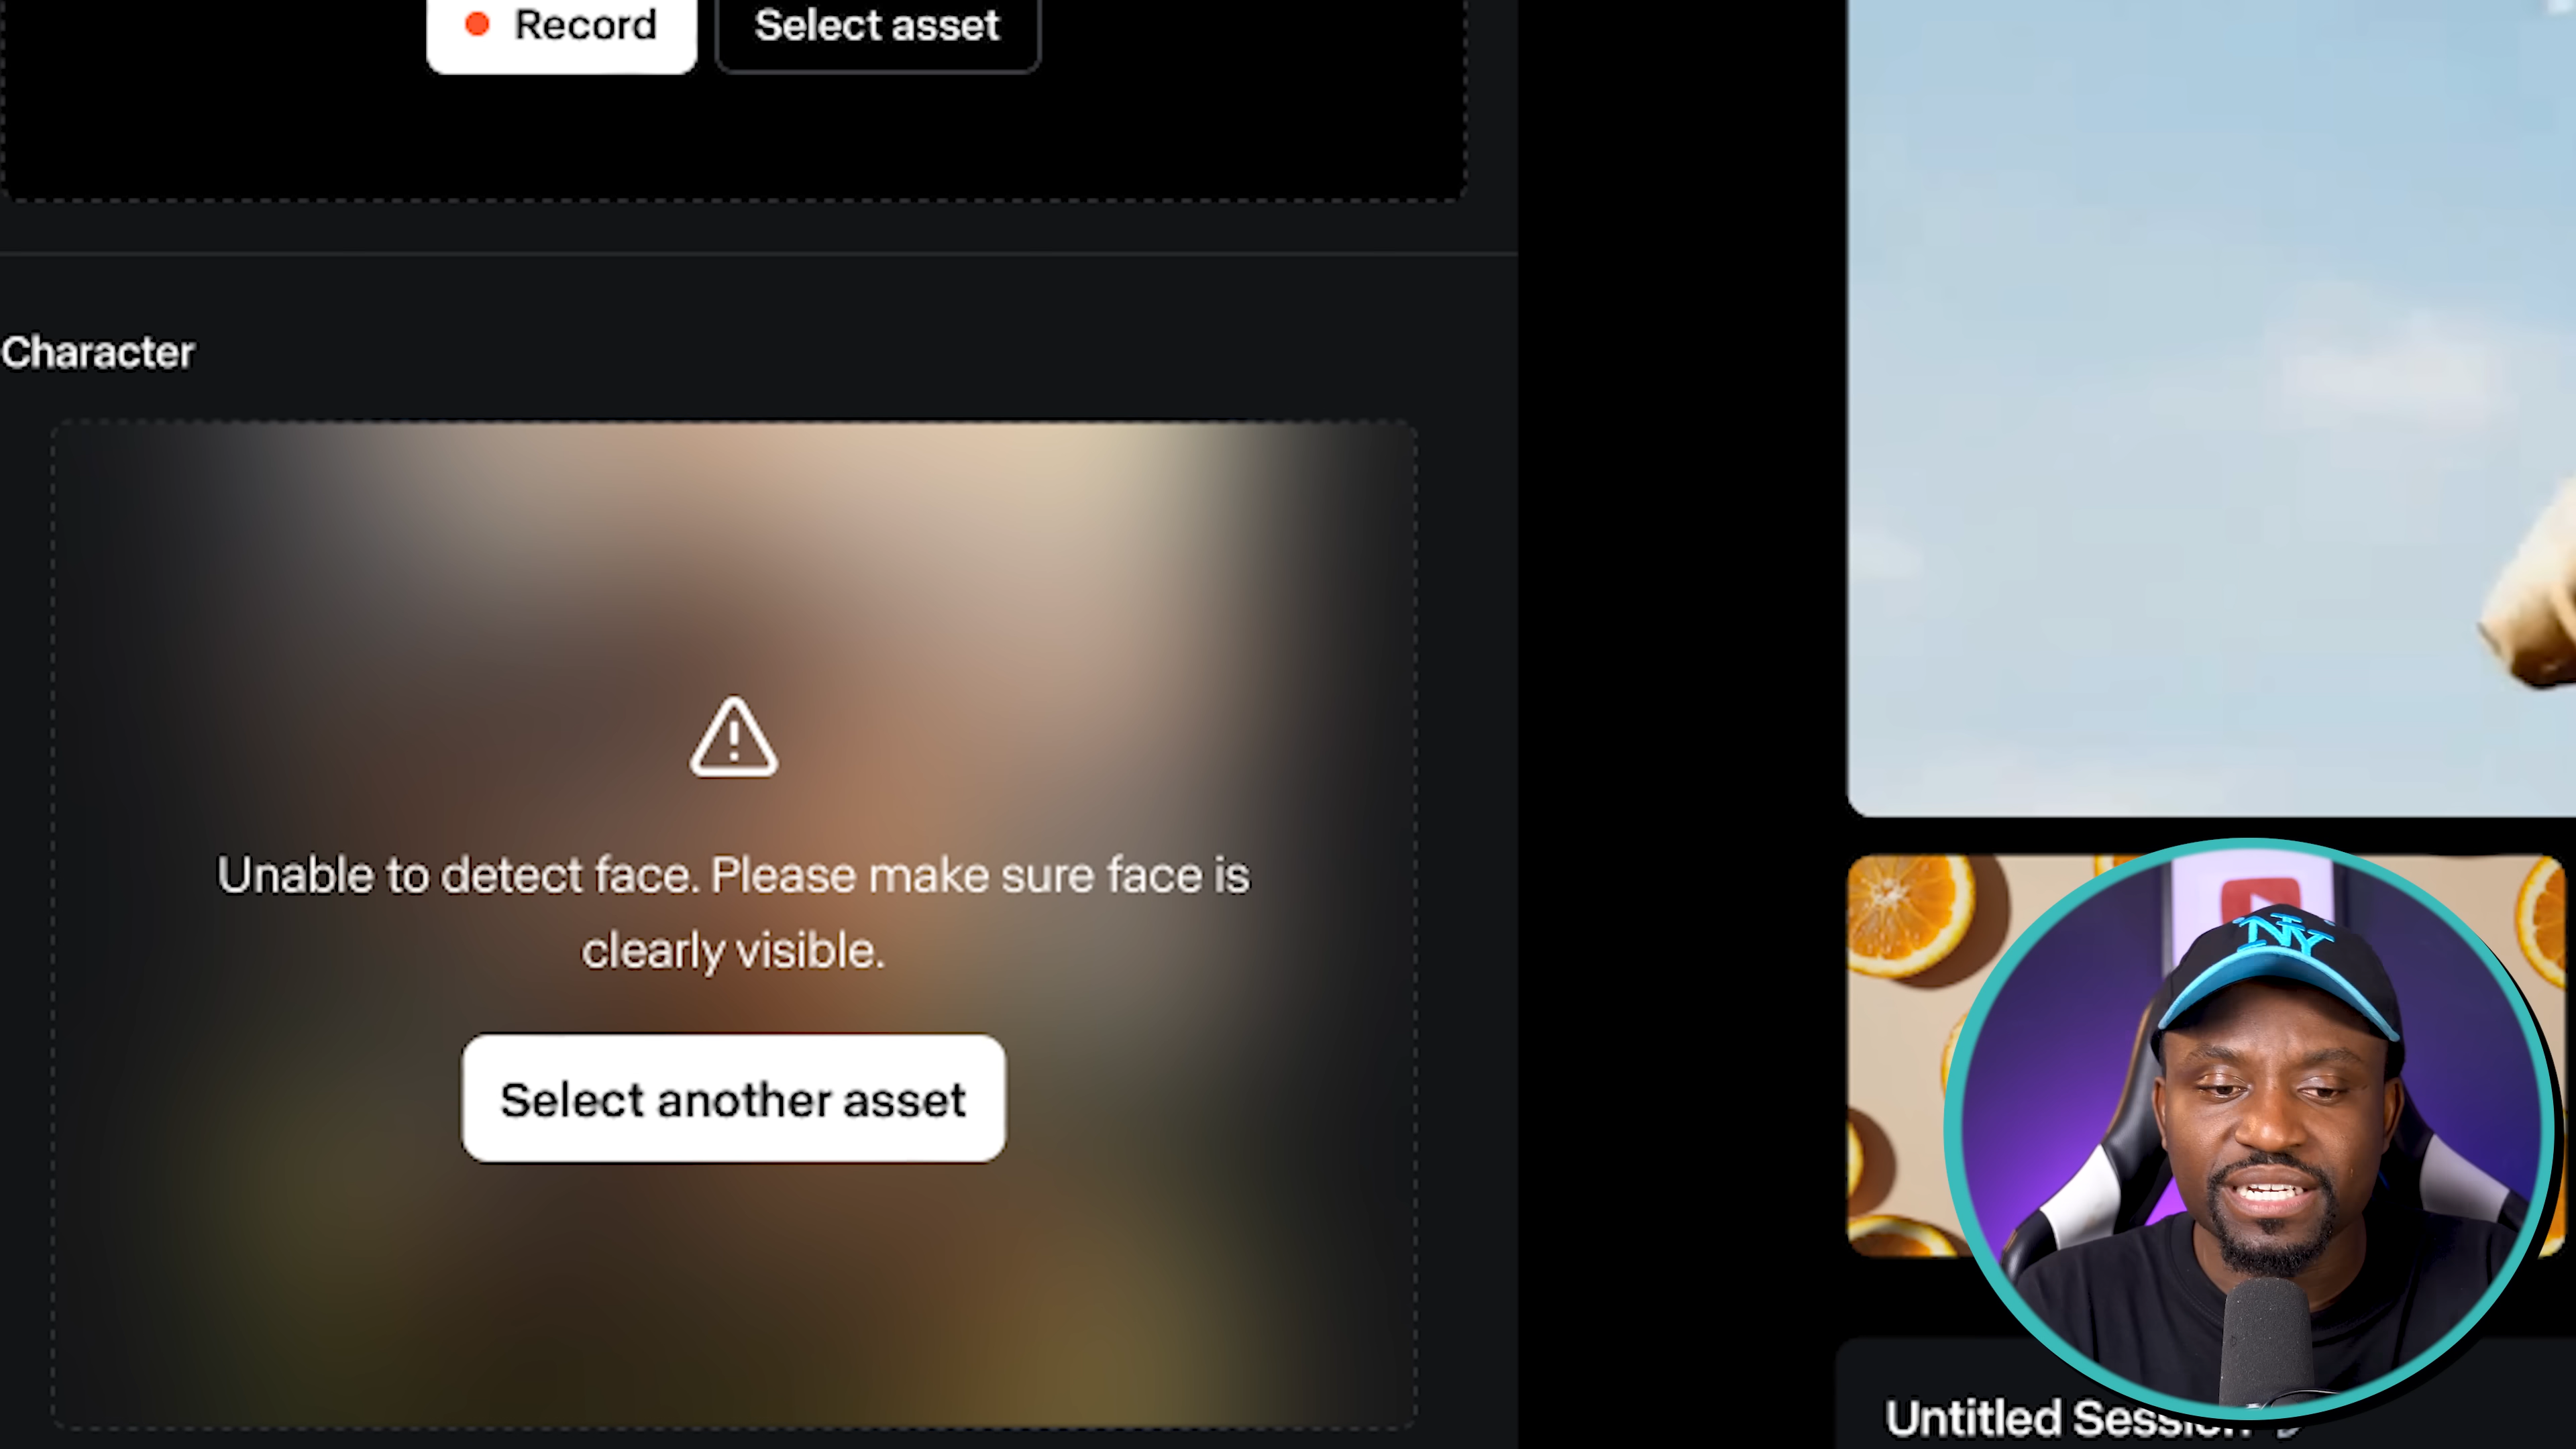 Record
Select asset
Character
Unable to detect face. Please make sure face is
clearly visible.
Select another asset
NY
Untitled